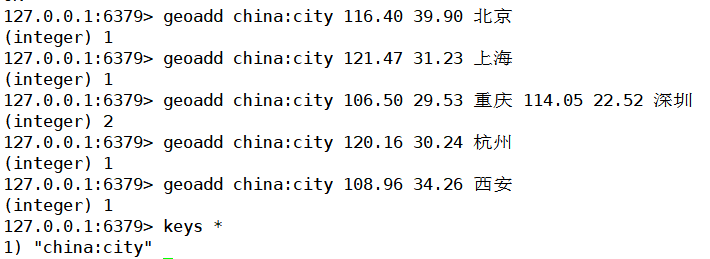 127.0.0.1:6379> geoadd china:city 116.40 39.90 北京
(integer) 1
127.0.0.1:6379> geoadd china:city 121.47 31.23 上海
(integer) 1
127.0.0.1:6379> geoadd china:city 106.50 29.53 重庆 114.05 22.52 深圳
(integer) 2
127.0.0.1:6379> geoadd china:city 120.16 30.24 杭州
(integer) 1
127.0.0.1:6379> geoadd china:city 108.96 34.26 西安
(integer) 1
127.0.0.1:6379> keys *
1) "china:city"